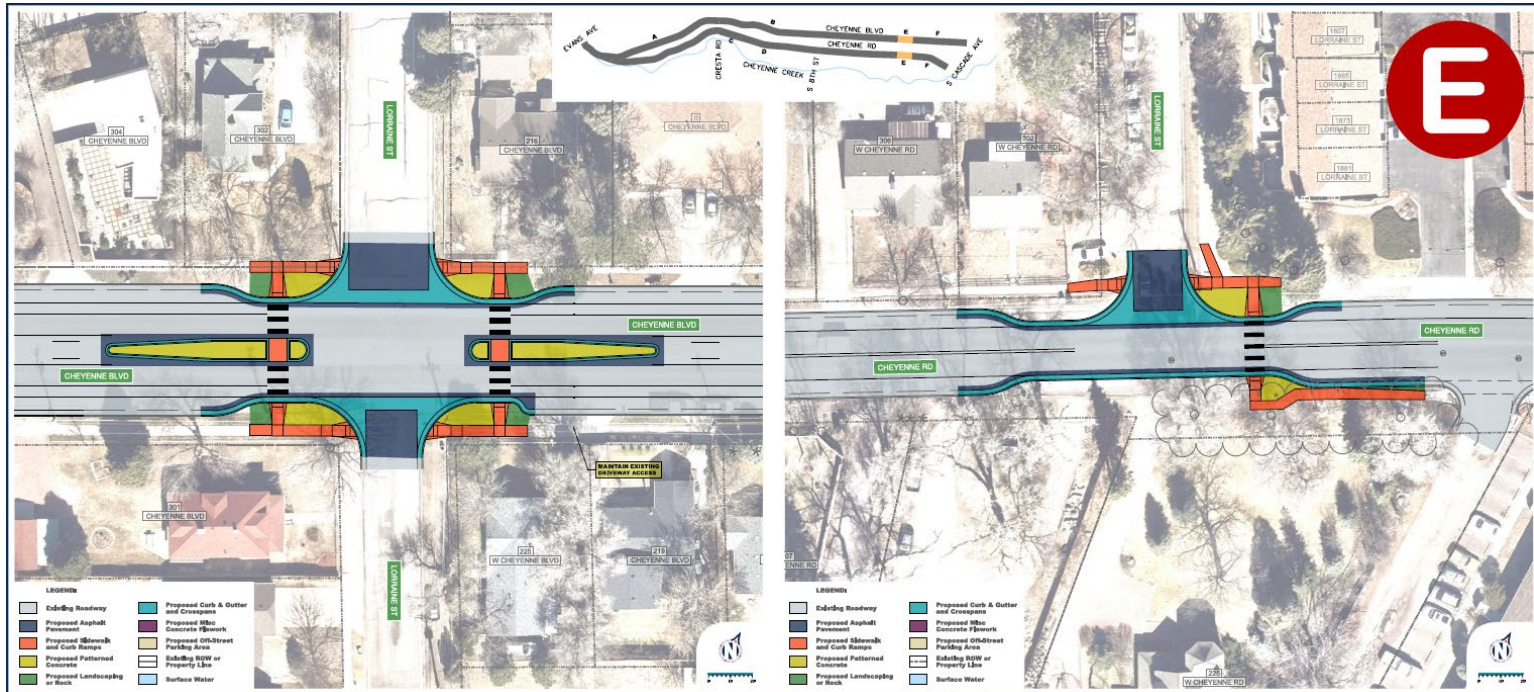 EVANS AVE
A
B
CHEYENNE BLVD
E
F
CHEYENNE RD
C
D
E
F
CRESTA RD
CHEYENNE CREEK
S 8TH ST
S CASCADE AVE
E
304
CHEYENNE BLVD
302
CHEYENNE BLVD
LORRAINE ST
216
CHEYENNE BLVD
CHEYENNE BLVD
CHEYENNE BLVD
CHEYENNE BLVD
MAINTAIN EXISTING
DRIVEWAY ACCESS
301
CHEYENNE BLVD
LORRAINE ST
225
W CHEYENNE BLVD
219
CHEYENNE BLVD
LEGEND:
Existing Roadway
Proposed Asphalt
Pavement
Proposed Sidewalk
and Curb Ramps
Proposed Patterned
Concrete
Proposed Landscaping
or Rock
Proposed Curb & Gutter
and Crosspans
Proposed Misc
Concrete Flatwork
Proposed Off-Street
Parking Area
Existing ROW or
Property Line
Surface Water
N
306
W CHEYENNE RD
202
W CHEYENNE RD
LORRAINE ST
1607
LORRAINE ST
LORRAINE ST
1675
LORRAINE ST
1681
LORRAINE ST
CHEYENNE RD
CHEYENNE RD
07
YENNE RD
225
W CHEYENNE RD
LEGEND:
Existing Roadway
Proposed Asphalt
Pavement
Proposed Sidewalk
and Curb Ramps
Proposed Patterned
Concrete
Proposed Landscaping
or Rock
Proposed Curb & Gutter
and Crosspans
Proposed Misc
Concrete Flatwork
Proposed Off-Street
Parking Area
Existing ROW or
Property Line
Surface Water
N